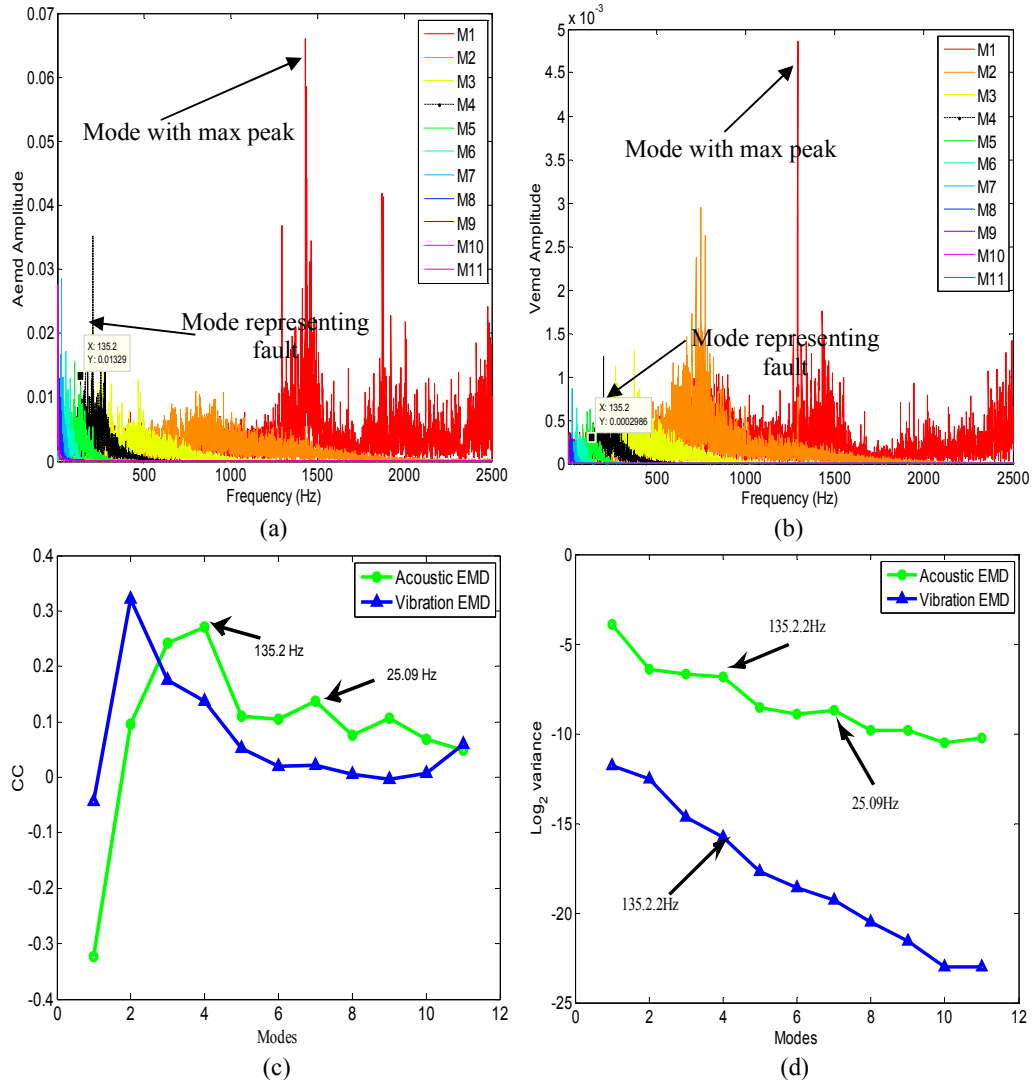 0.07
0.06
0.05
0.04
0.03
0.02
0.01
0
Aemd Amplitude
500 1000 1500 2000 2500
Frequency (Hz)
Mode with max peak
Mode representing
fault
X: 135.2
Y: 0.01329
M1
M2
M3
M4
M5
M6
M7
M8
M9
M10
M11
(a)
5 x 10⁻³
4.5
4
3.5
3
2.5
2
1.5
1
0.5
0
Vemd Amplitude
500 1000 1500 2000 2500
Frequency (Hz)
Mode with max peak
Mode representing
fault
X: 135.2
Y: 0.0002986
M1
M2
M3
M4
M5
M6
M7
M8
M9
M10
M11
(b)
0.4
0.3
0.2
0.1
0
-0.1
-0.2
-0.3
-0.4
CC
0 2 4 6 8 10 12
Modes
Acoustic EMD
Vibration EMD
135.2 Hz
25.09 Hz
(c)
0
-5
-10
-15
-20
-25
Log₂ variance
0 2 4 6 8 10 12
Modes
Acoustic EMD
Vibration EMD
135.2.2Hz
25.09Hz
135.2.2Hz
(d)